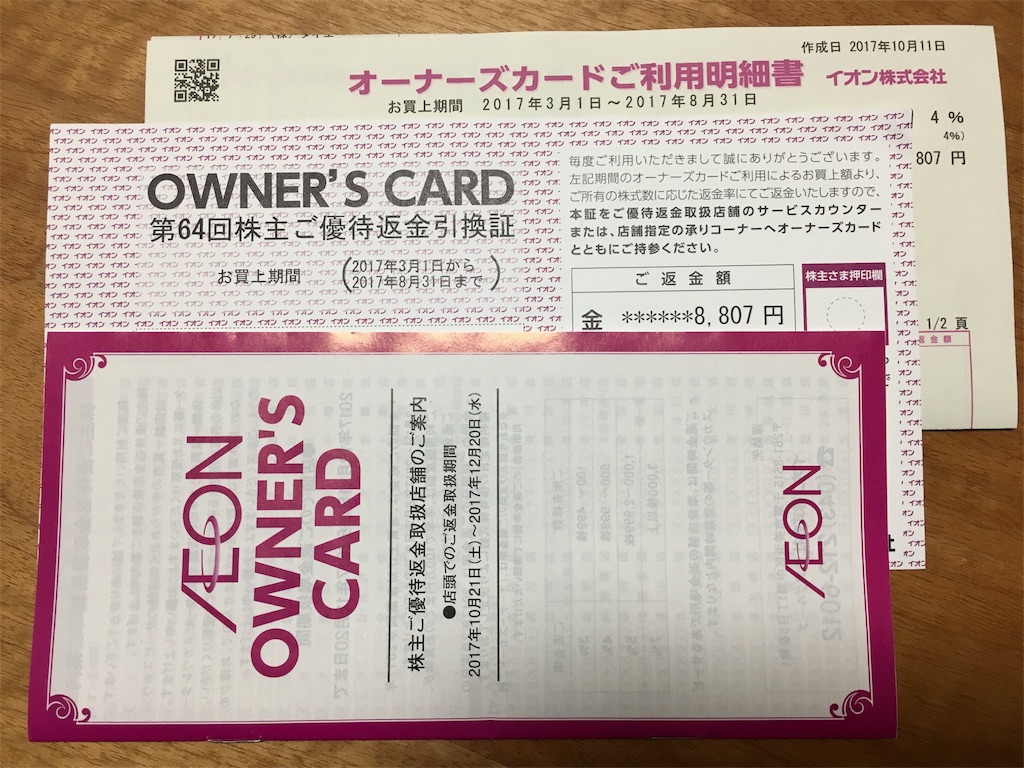 作成日 2017年10月11日
オーナーズカードご利用明細書 イオン株式会社
お買上期間 2017年3月1日～2017年8月31日
4 %
4%)
807 円
1/2 頁
返金額
OWNER'S CARD
第64回株主ご優待返金引換証
お買上期間 (2017年3月1日から
2017年8月31日まで)
毎度ご利用いただきまして誠にありがとうございます。
左記期間のオーナーズカードご利用によるお買上額より、
ご所有の株式数に応じた返金率にてご返金いたしますので、
本証をご優待返金取扱店舗のサービスカウンター
または、店舗指定の承りコーナーへオーナーズカード
とともにご持参ください。
ご返金額
金 ******8,807 円
株主さま押印欄
AEON
OWNER'S
CARD
株主ご優待返金取扱店舗のご案内
●店頭でのご返金取扱期間
2017年10月21日(土)～2017年12月20日(水)
AEON